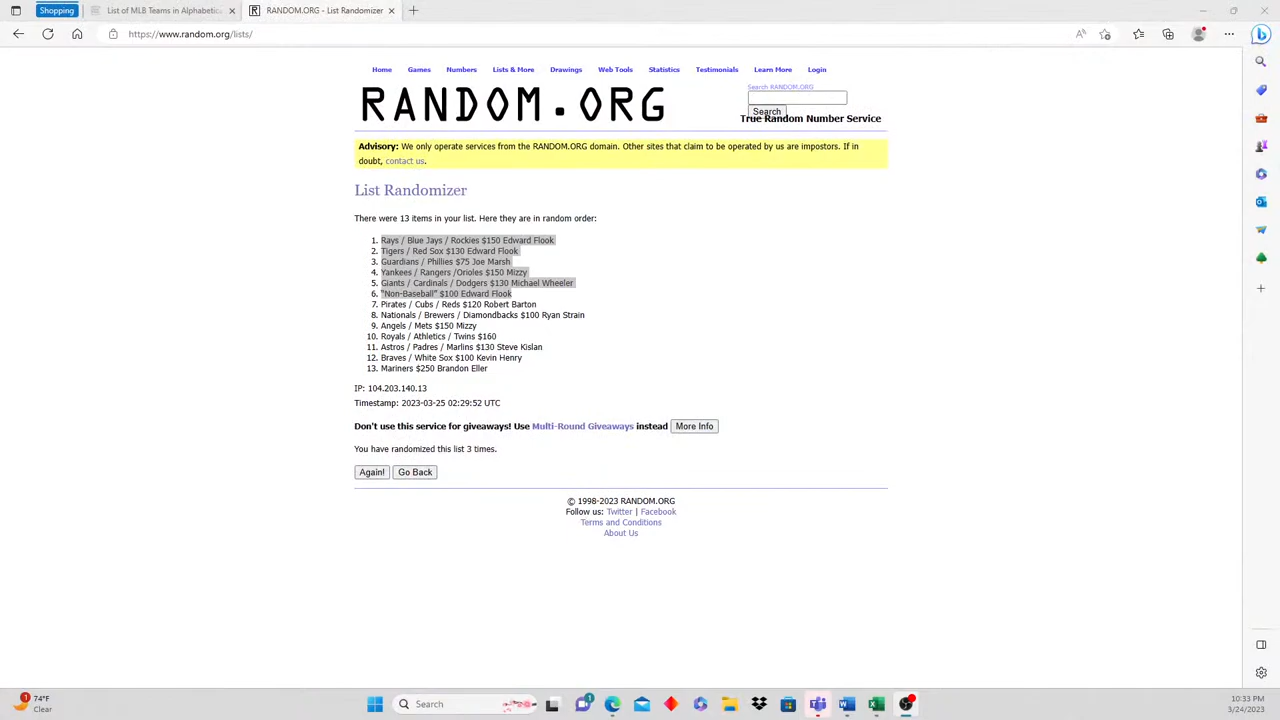 Shopping
List of MLB Teams in Alphabetic
RANDOM.ORG - List Randomizer
https://www.random.org/lists/
Home Games Numbers Lists & More Drawings Web Tools Statistics Testimonials Learn More Login
RANDOM.ORG
Search RANDOM.ORG
Search
True Random Number Service
Advisory: We only operate services from the RANDOM.ORG domain. Other sites that claim to be operated by us are impostors. If in
doubt, contact us.
List Randomizer
There were 13 items in your list. Here they are in random order:
1. Rays / Blue Jays / Rockies $150 Edward Flook
2. Tigers / Red Sox $130 Edward Flook
3. Guardians / Phillies $75 Joe Marsh
4. Yankees / Rangers /Orioles $150 Mizzy
5. Giants / Cardinals / Dodgers $130 Michael Wheeler
6. "Non-Baseball" $100 Edward Flook
7. Pirates / Cubs / Reds $120 Robert Barton
8. Nationals / Brewers / Diamondbacks $100 Ryan Strain
9. Angels / Mets $150 Mizzy
10. Royals / Athletics / Twins $160
11. Astros / Padres / Marlins $130 Steve Kislan
12. Braves / White Sox $100 Kevin Henry
13. Mariners $250 Brandon Eller
IP: 104.203.140.13
Timestamp: 2023-03-25 02:29:52 UTC
Don't use this service for giveaways! Use Multi-Round Giveaways instead More Info
You have randomized this list 3 times.
Again! Go Back
© 1998-2023 RANDOM.ORG
Follow us: Twitter | Facebook
Terms and Conditions
About Us
1
74°F
Clear
Search
1
10:33 PM
3/24/2023